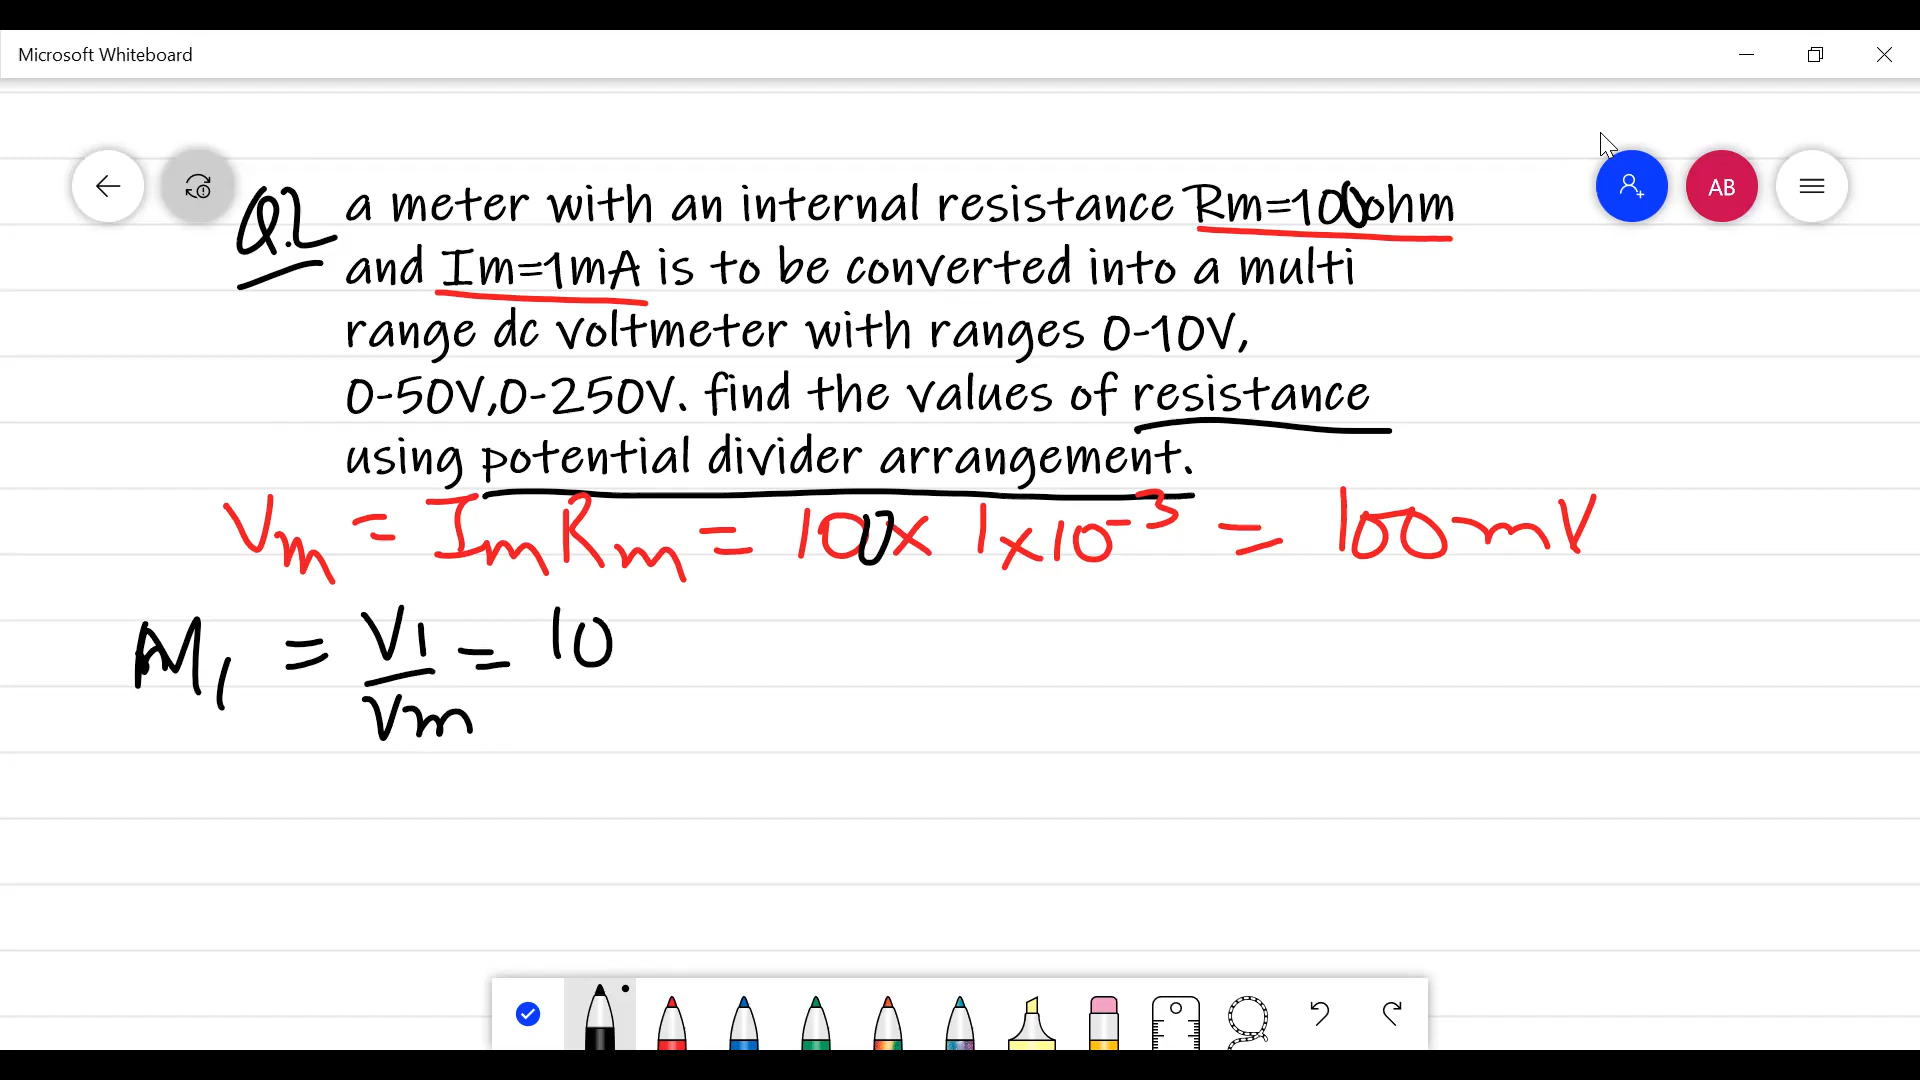 Microsoft Whiteboard
AB
Q.2 a meter with an internal resistance Rm=100ohm
and Im=1mA is to be converted into a multi
range dc voltmeter with ranges 0-10V,
0-50V,0-250V. find the values of resistance
using potential divider arrangement.
Vm = ImRm = 100 x 1x10⁻³ = 100mV
M₁ = V1/Vm = 10